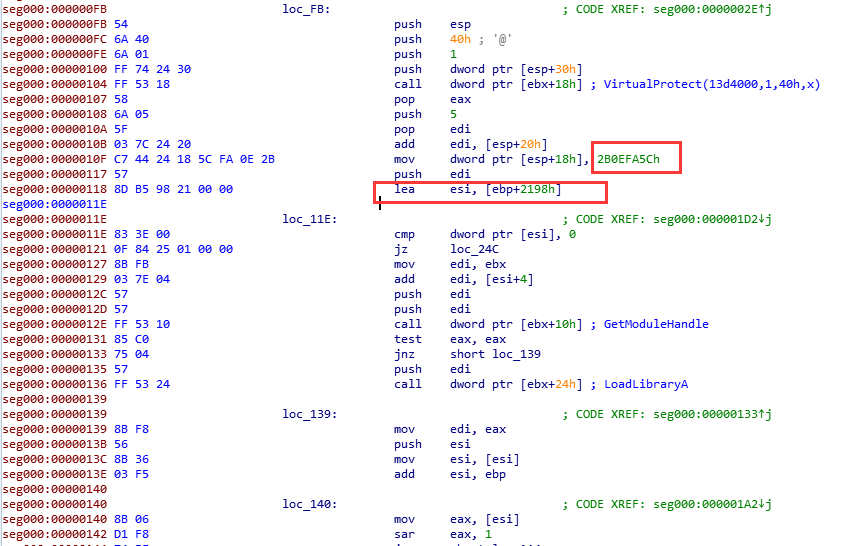 seg000:000000FB loc_FB: ; CODE XREF: seg000:0000002E↑j
seg000:000000FB 54 push esp
seg000:000000FC 6A 40 push 40h ; '@'
seg000:000000FE 6A 01 push 1
seg000:00000100 FF 74 24 30 push dword ptr [esp+30h]
seg000:00000104 FF 53 18 call dword ptr [ebx+18h] ; VirtualProtect(13d4000,1,40h,x)
seg000:00000107 58 pop eax
seg000:00000108 6A 05 push 5
seg000:0000010A 5F pop edi
seg000:0000010B 03 7C 24 20 add edi, [esp+20h]
seg000:0000010F C7 44 24 18 5C FA 0E 2B mov dword ptr [esp+18h], 2B0EFA5Ch
seg000:00000117 57 push edi
seg000:00000118 8D B5 98 21 00 00 lea esi, [ebp+2198h]
seg000:0000011E
seg000:0000011E loc_11E: ; CODE XREF: seg000:000001D2↓j
seg000:0000011E 83 3E 00 cmp dword ptr [esi], 0
seg000:00000121 0F 84 25 01 00 00 jz loc_24C
seg000:00000127 8B FB mov edi, ebx
seg000:00000129 03 7E 04 add edi, [esi+4]
seg000:0000012C 57 push edi
seg000:0000012D 57 push edi
seg000:0000012E FF 53 10 call dword ptr [ebx+10h] ; GetModuleHandle
seg000:00000131 85 C0 test eax, eax
seg000:00000133 75 04 jnz short loc_139
seg000:00000135 57 push edi
seg000:00000136 FF 53 24 call dword ptr [ebx+24h] ; LoadLibraryA
seg000:00000139
seg000:00000139 loc_139: ; CODE XREF: seg000:00000133↑j
seg000:00000139 8B F8 mov edi, eax
seg000:0000013B 56 push esi
seg000:0000013C 8B 36 mov esi, [esi]
seg000:0000013E 03 F5 add esi, ebp
seg000:00000140
seg000:00000140 loc_140: ; CODE XREF: seg000:000001A2↓j
seg000:00000140 8B 06 mov eax, [esi]
seg000:00000142 D1 F8 sar eax, 1